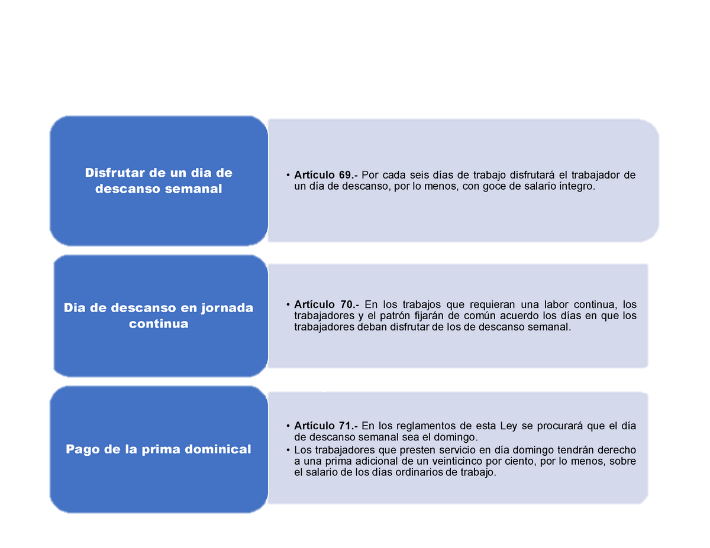 Disfrutar de un dia de
descanso semanal
• Artículo 69.- Por cada seis días de trabajo disfrutará el trabajador de
un día de descanso, por lo menos, con goce de salario íntegro.
Dia de descanso en jornada
continua
• Artículo 70.- En los trabajos que requieran una labor continua, los
trabajadores y el patrón fijarán de común acuerdo los días en que los
trabajadores deban disfrutar de los de descanso semanal.
Pago de la prima dominical
• Artículo 71.- En los reglamentos de esta Ley se procurará que el día
de descanso semanal sea el domingo.
• Los trabajadores que presten servicio en día domingo tendrán derecho
a una prima adicional de un veinticinco por ciento, por lo menos, sobre
el salario de los días ordinarios de trabajo.